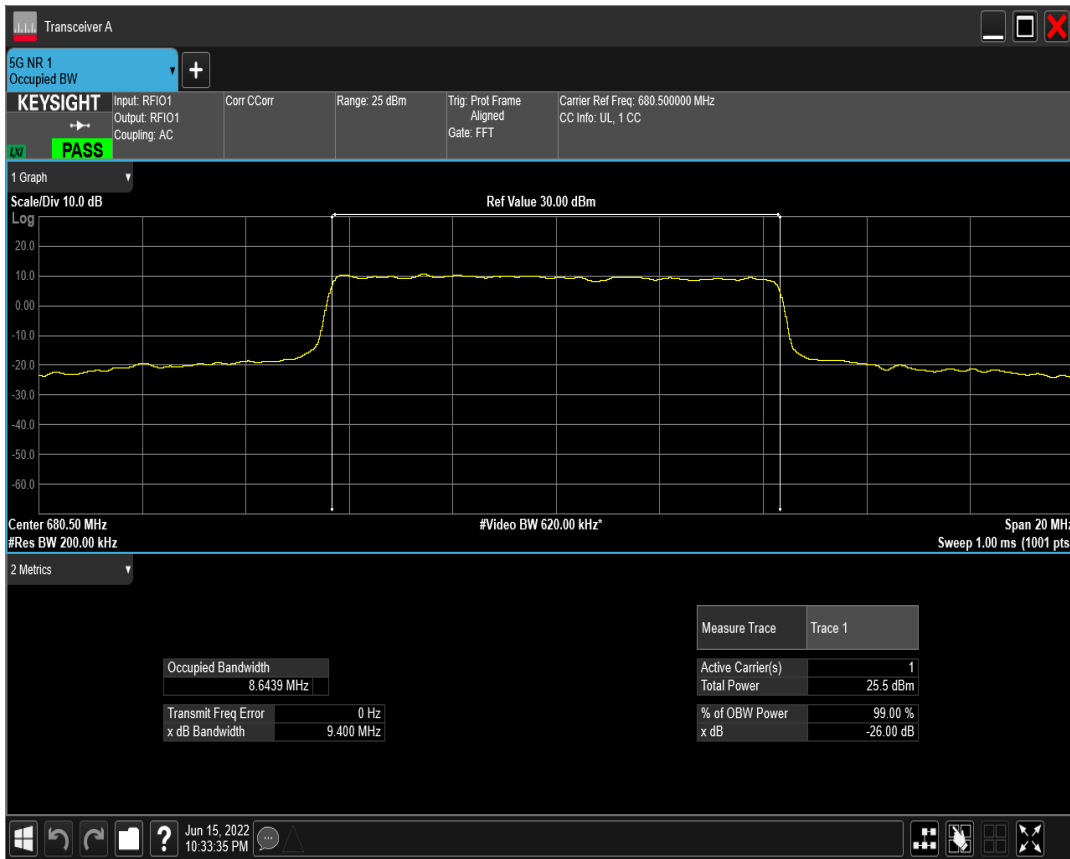 Transceiver A
5G NR 1
Occupied BW
KEYSIGHT
LXI
PASS
Input: RFIO1
Output: RFIO1
Coupling: AC
Corr CCorr
Range: 25 dBm
Trig: Prot Frame
Aligned
Gate: FFT
Carrier Ref Freq: 680.500000 MHz
CC Info: UL, 1 CC
1 Graph
Scale/Div 10.0 dB
Ref Value 30.00 dBm
Log
20.0
10.0
0.00
-10.0
-20.0
-30.0
-40.0
-50.0
-60.0
Center 680.50 MHz
#Video BW 620.00 kHz*
Span 20 MHz
#Res BW 200.00 kHz
Sweep 1.00 ms (1001 pts
2 Metrics
Measure Trace Trace 1
Occupied Bandwidth
8.6439 MHz
Active Carrier(s) 1
Total Power 25.5 dBm
Transmit Freq Error 0 Hz
x dB Bandwidth 9.400 MHz
% of OBW Power 99.00 %
x dB -26.00 dB
?
Jun 15, 2022
10:33:35 PM